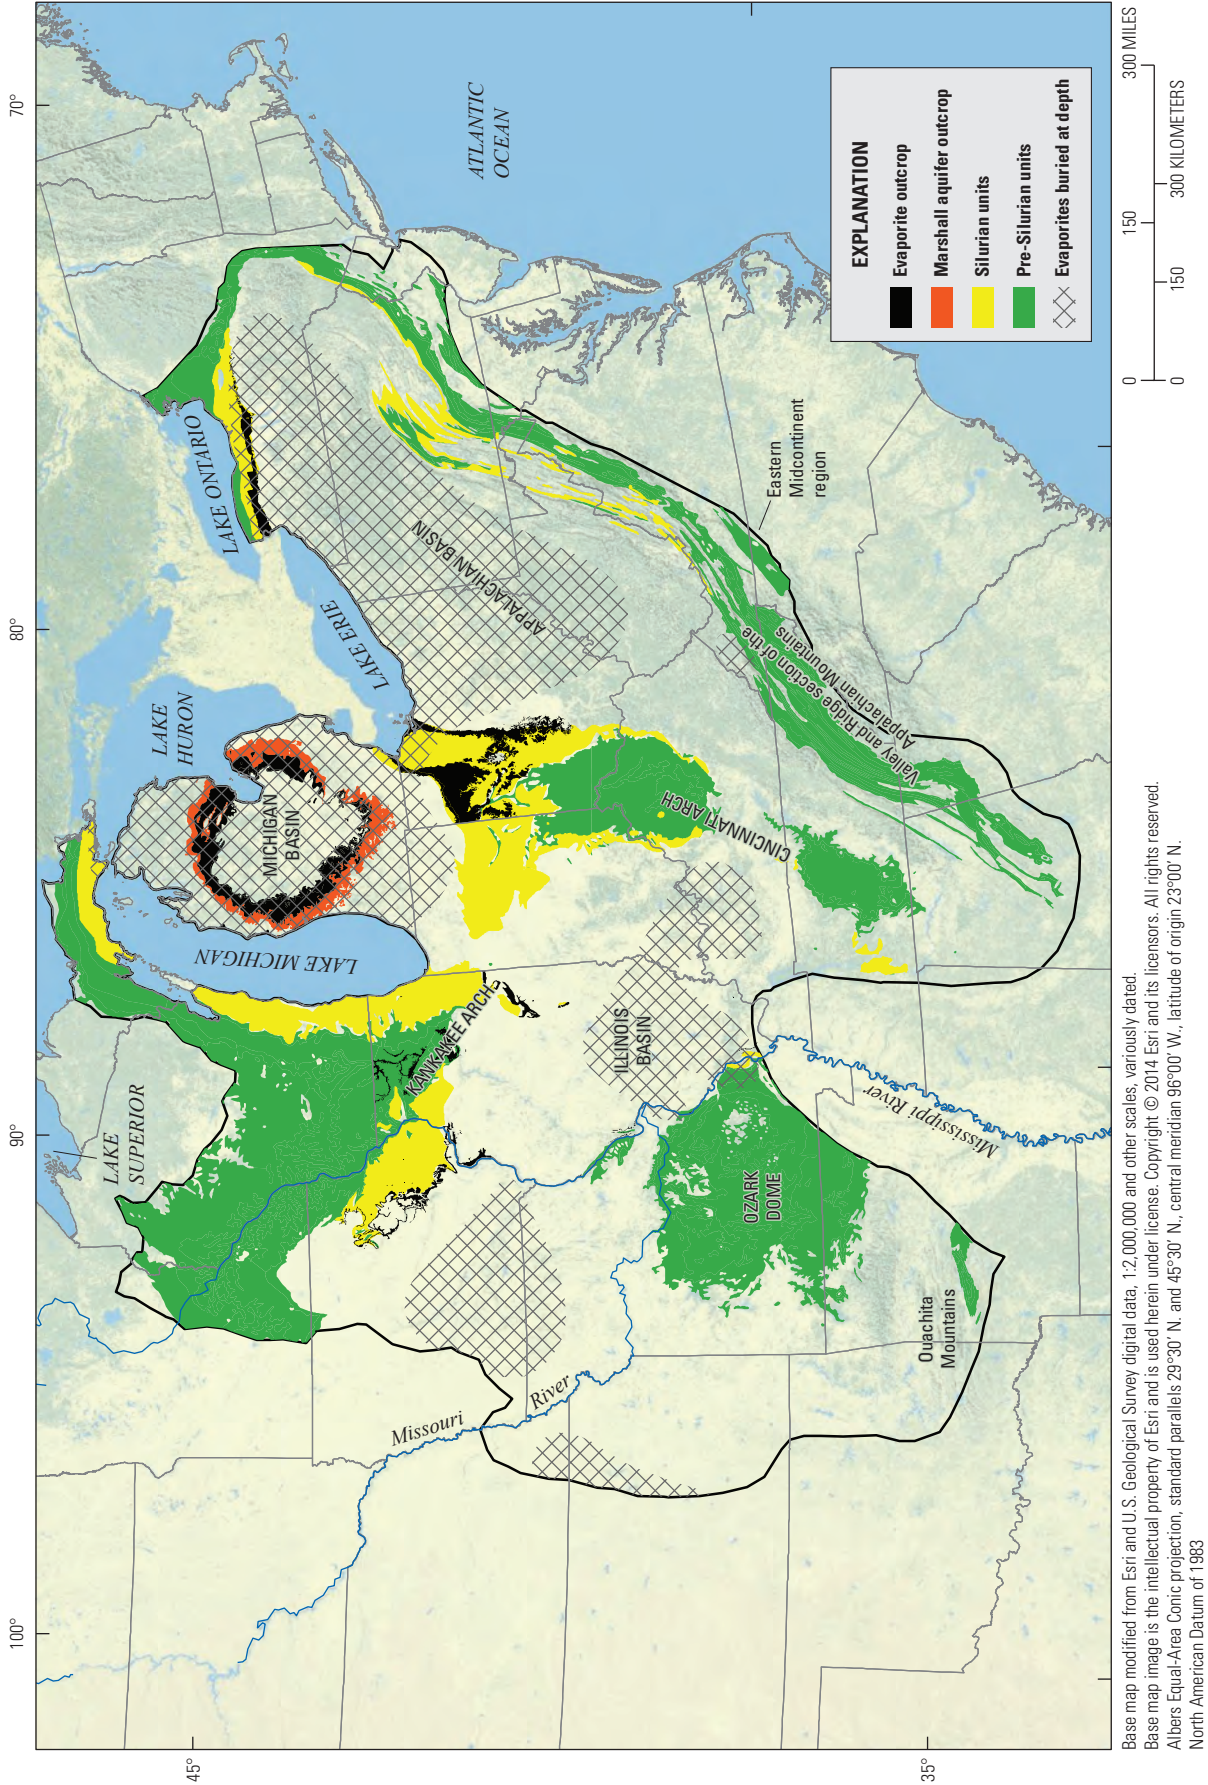 100°
90°
80°
70°
45°
35°
LAKE
SUPERIOR
LAKE
HURON
LAKE MICHIGAN
LAKE ONTARIO
LAKE ERIE
ATLANTIC
OCEAN
MICHIGAN
BASIN
APPALACHIAN BASIN
KANKAKEE ARCH
CINCINNATI ARCH
ILLINOIS
BASIN
OZARK
DOME
Missouri
River
Mississippi River
Ouachita
Mountains
Valley and Ridge section of the
Appalachian Mountains
Eastern
Midcontinent
region
EXPLANATION
Evaporite outcrop
Marshall aquifer outcrop
Silurian units
Pre-Silurian units
Evaporites buried at depth
Base map modified from Esri and U.S. Geological Survey digital data, 1:2,000,000 and other scales, variously dated.
Base map image is the intellectual property of Esri and is used herein under license. Copyright © 2014 Esri and its licensors. All rights reserved.
Albers Equal-Area Conic projection, standard parallels 29°30′ N. and 45°30′ N., central meridian 96°00′ W., latitude of origin 23°00′ N.
North American Datum of 1983
0 150 300 MILES
0 150 300 KILOMETERS